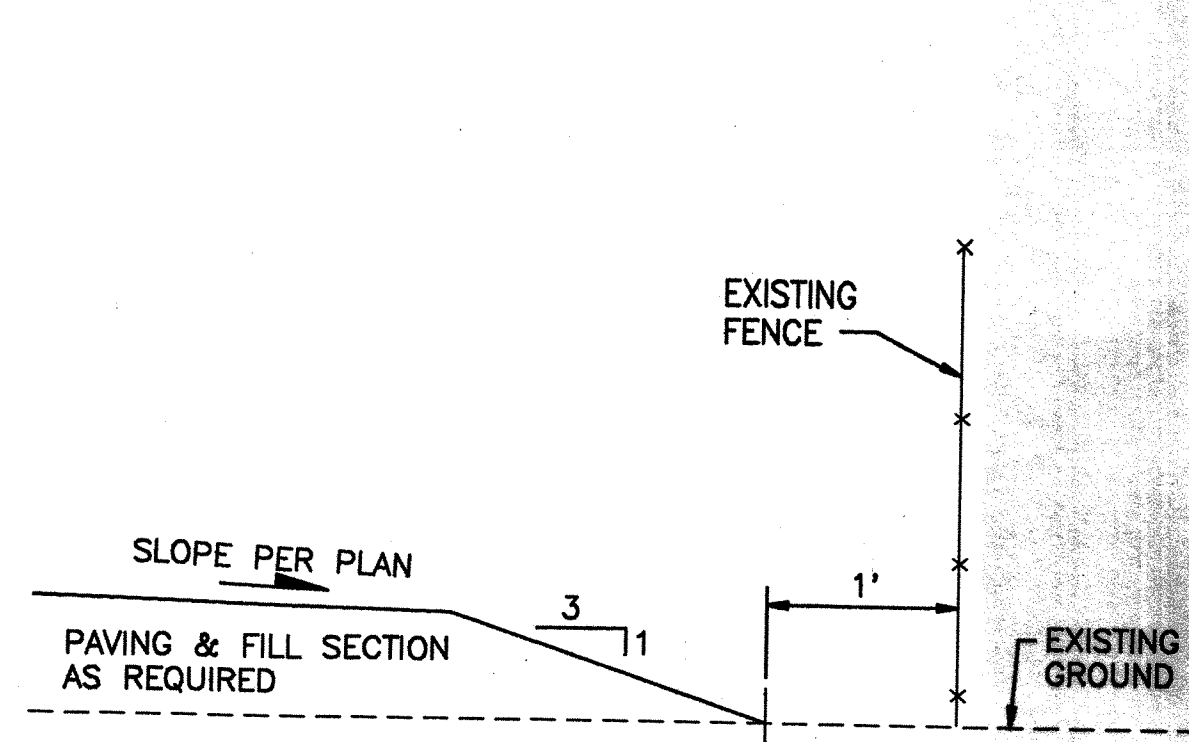 EXISTING
FENCE
SLOPE PER PLAN
1'
3
1
PAVING & FILL SECTION
AS REQUIRED
EXISTING
GROUND